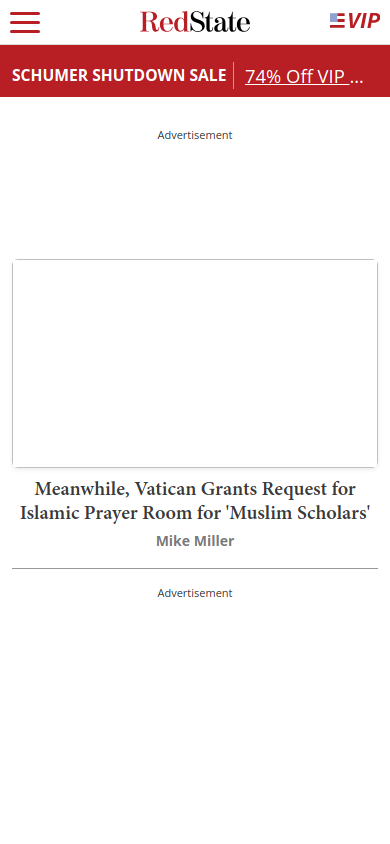 RedState
VIP
SCHUMER SHUTDOWN SALE
74% Off VIP ...
Advertisement
Meanwhile, Vatican Grants Request for
Islamic Prayer Room for 'Muslim Scholars'
Mike Miller
Advertisement